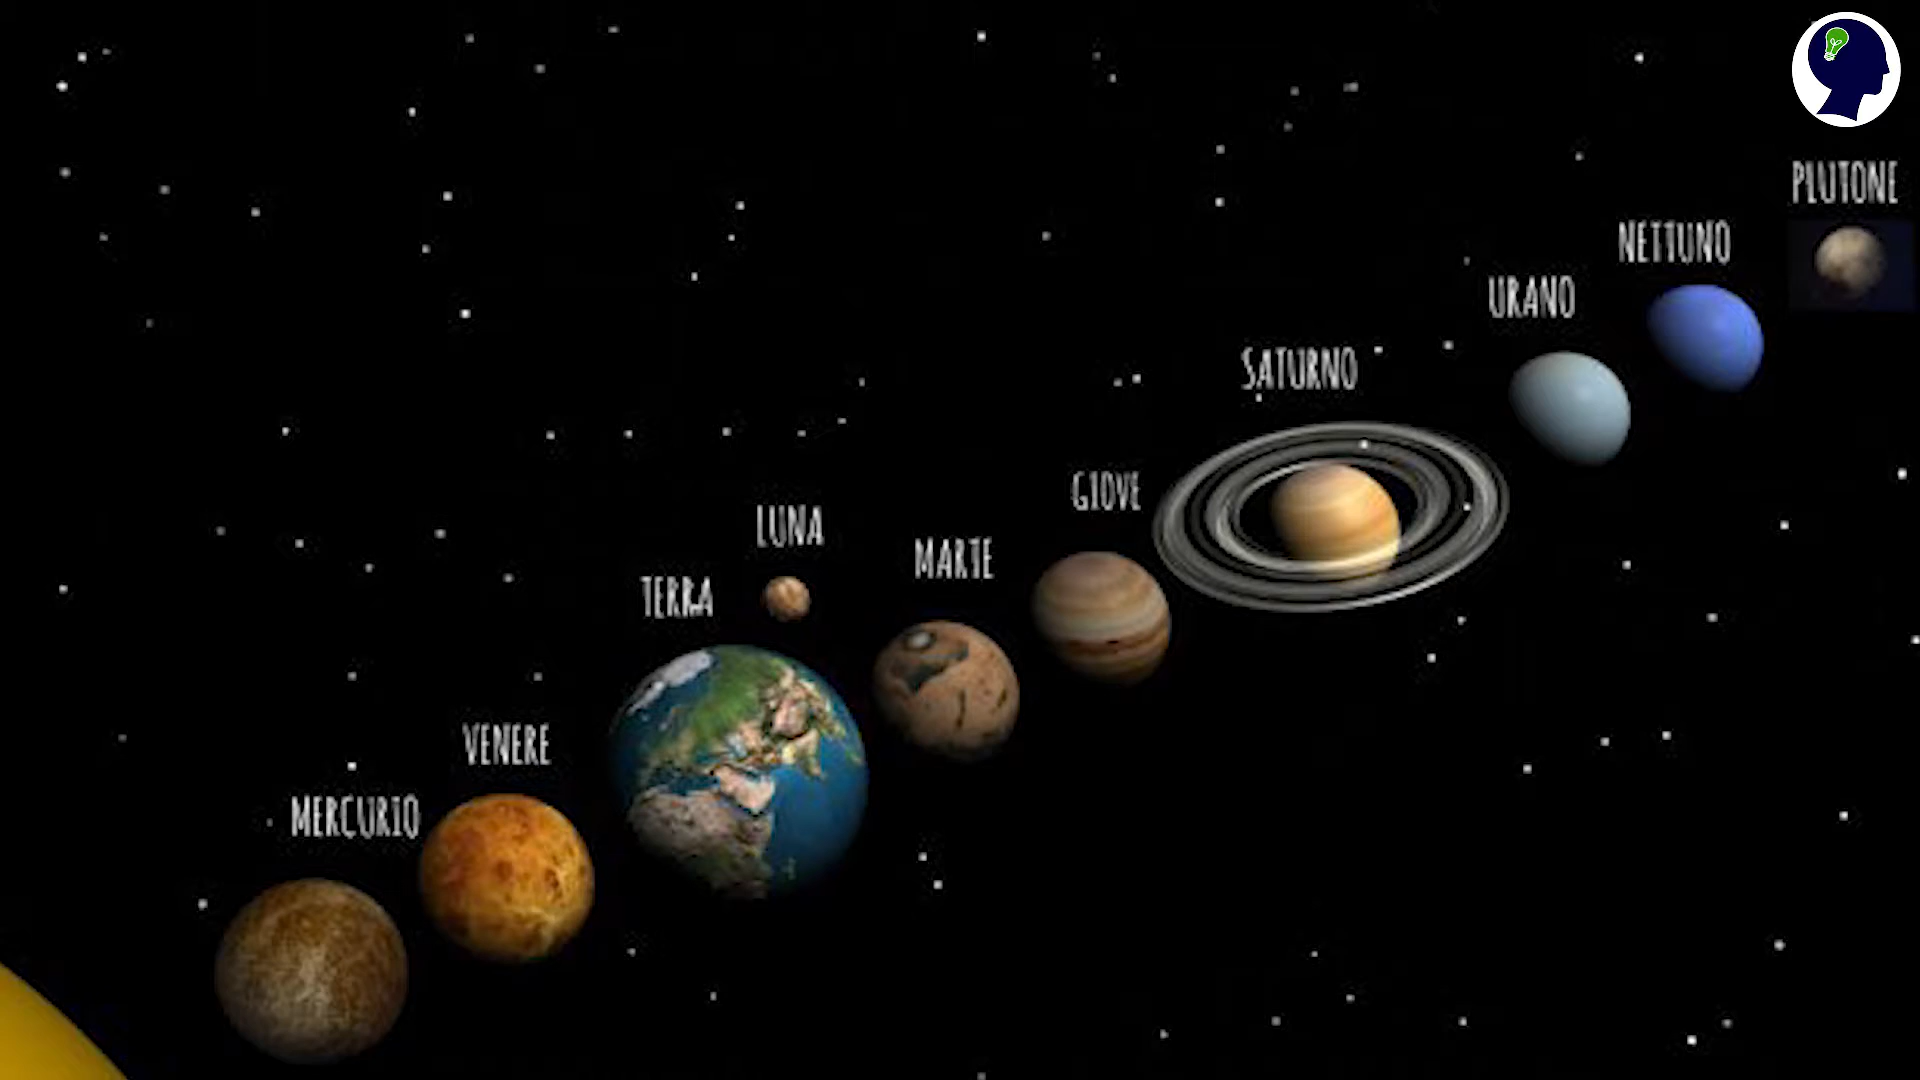 PLUTONE
NETTUNO
URANO
SATURNO
GIOVE
LUNA
MARTE
TERRA
VENERE
MERCURIO